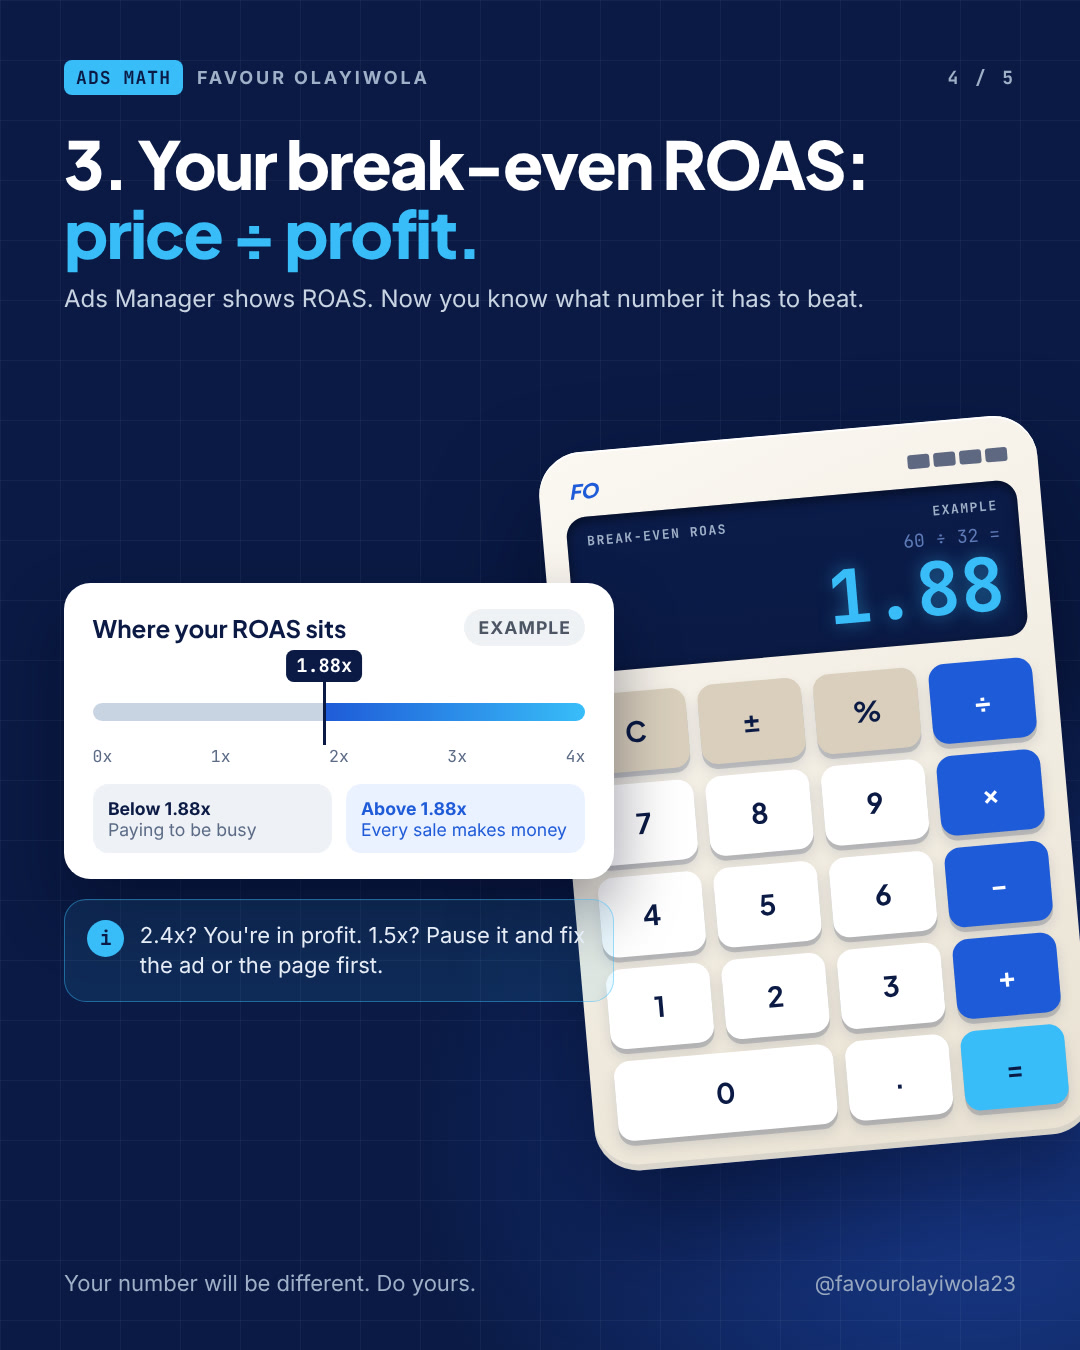 ADS MATH FAVOUR OLAYIWOLA 4 / 5
3. Your break-even ROAS:
price ÷ profit.
Ads Manager shows ROAS. Now you know what number it has to beat.
FO
BREAK-EVEN ROAS EXAMPLE
60 ÷ 32 =
1.88
Where your ROAS sits EXAMPLE
1.88x
0x 1x 2x 3x 4x
Below 1.88x
Paying to be busy
Above 1.88x
Every sale makes money
i 2.4x? You're in profit. 1.5x? Pause it and fix
the ad or the page first.
C ± % ÷
7 8 9 ×
4 5 6 −
1 2 3 +
0 . =
Your number will be different. Do yours. @favourolayiwola23